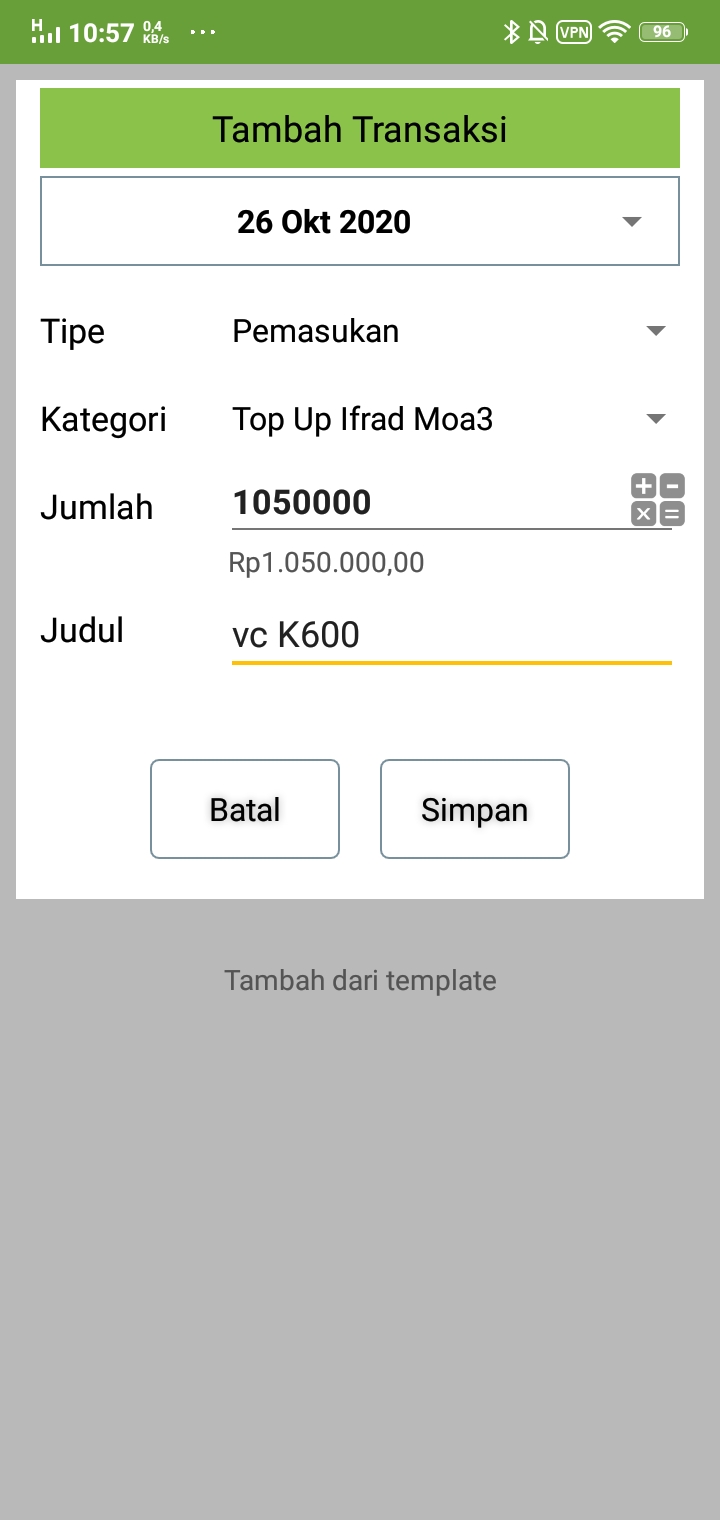 H 10:57 0,4 KB/s ... VPN 96
Tambah Transaksi
26 Okt 2020
Tipe Pemasukan
Kategori Top Up Ifrad Moa3
Jumlah 1050000
Rp1.050.000,00
Judul vc K600
Batal Simpan
Tambah dari template